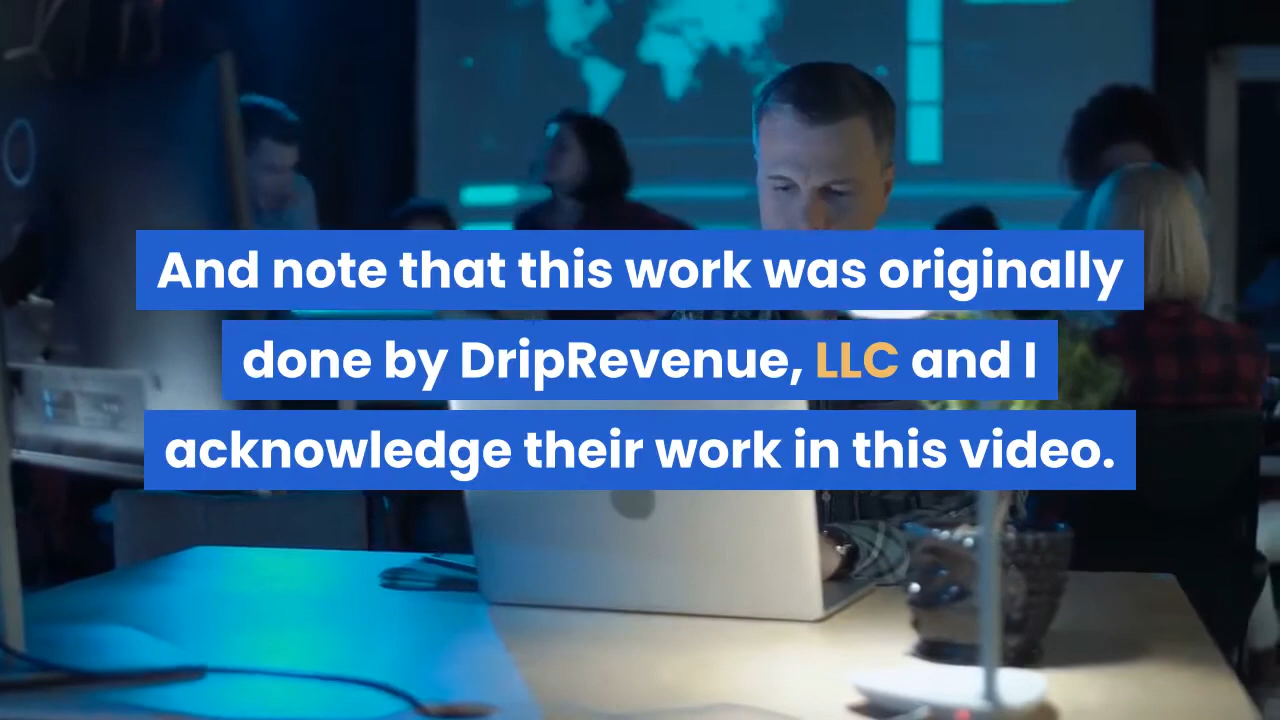 And note that this work was originally
done by DripRevenue, LLC and I
acknowledge their work in this video.